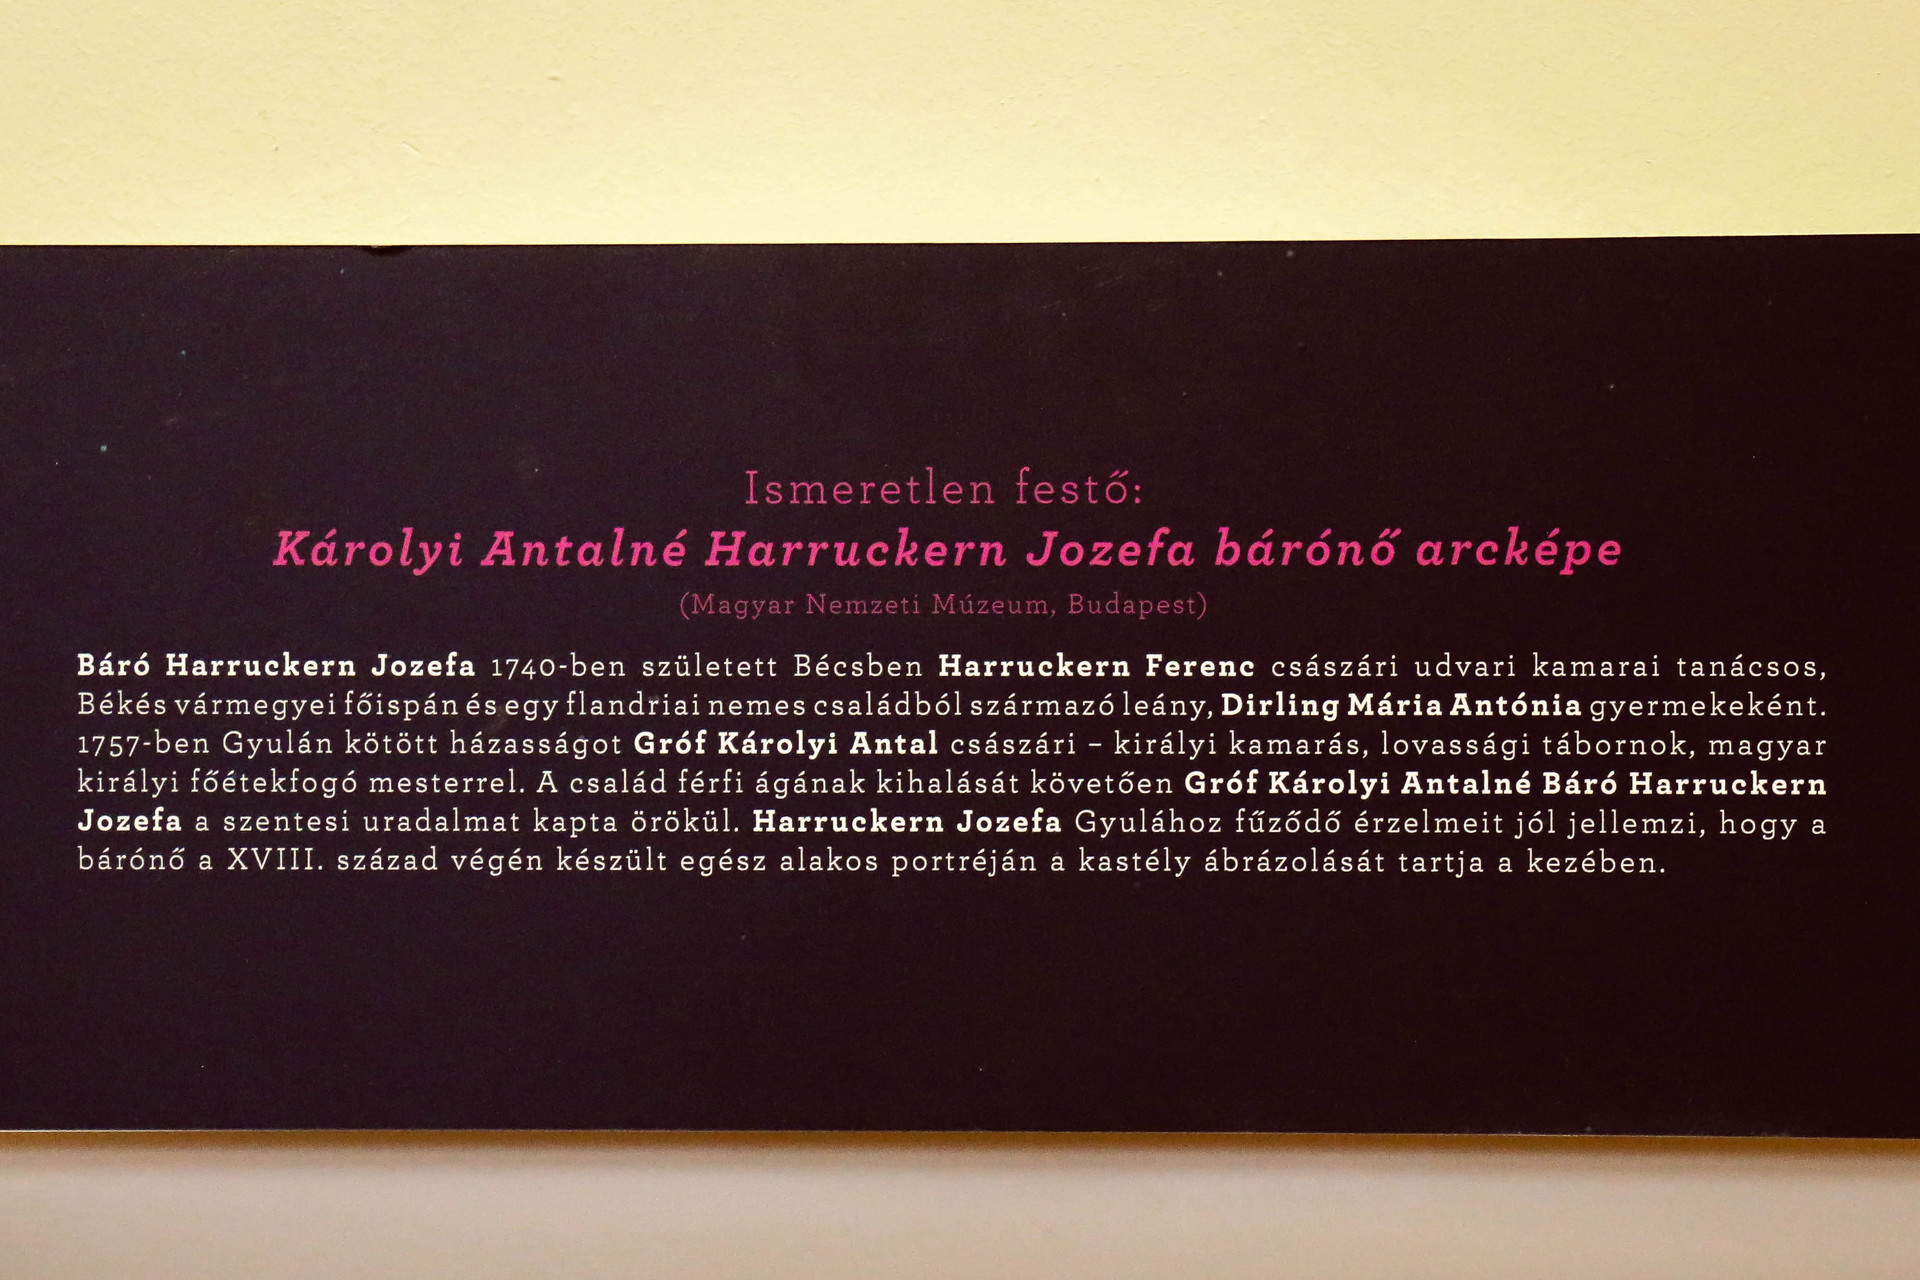 Ismeretlen festő:
Károlyi Antalné Harruckern Jozefa bárónő arcképe
(Magyar Nemzeti Múzeum, Budapest)
Báró Harruckern Jozefa 1740-ben született Bécsben Harruckern Ferenc császári udvari kamarai tanácsos,
Békés vármegyei főispán és egy flandriai nemes családból származó leány, Dirling Mária Antónia gyermekeként.
1757-ben Gyulán kötött házasságot Gróf Károlyi Antal császári – királyi kamarás, lovassági tábornok, magyar
királyi főétekfogó mesterrel. A család férfi ágának kihalását követően Gróf Károlyi Antalné Báró Harruckern
Jozefa a szentesi uradalmat kapta örökül. Harruckern Jozefa Gyulához fűződő érzelmeit jól jellemzi, hogy a
bárónő a XVIII. század végén készült egész alakos portréján a kastély ábrázolását tartja a kezében.